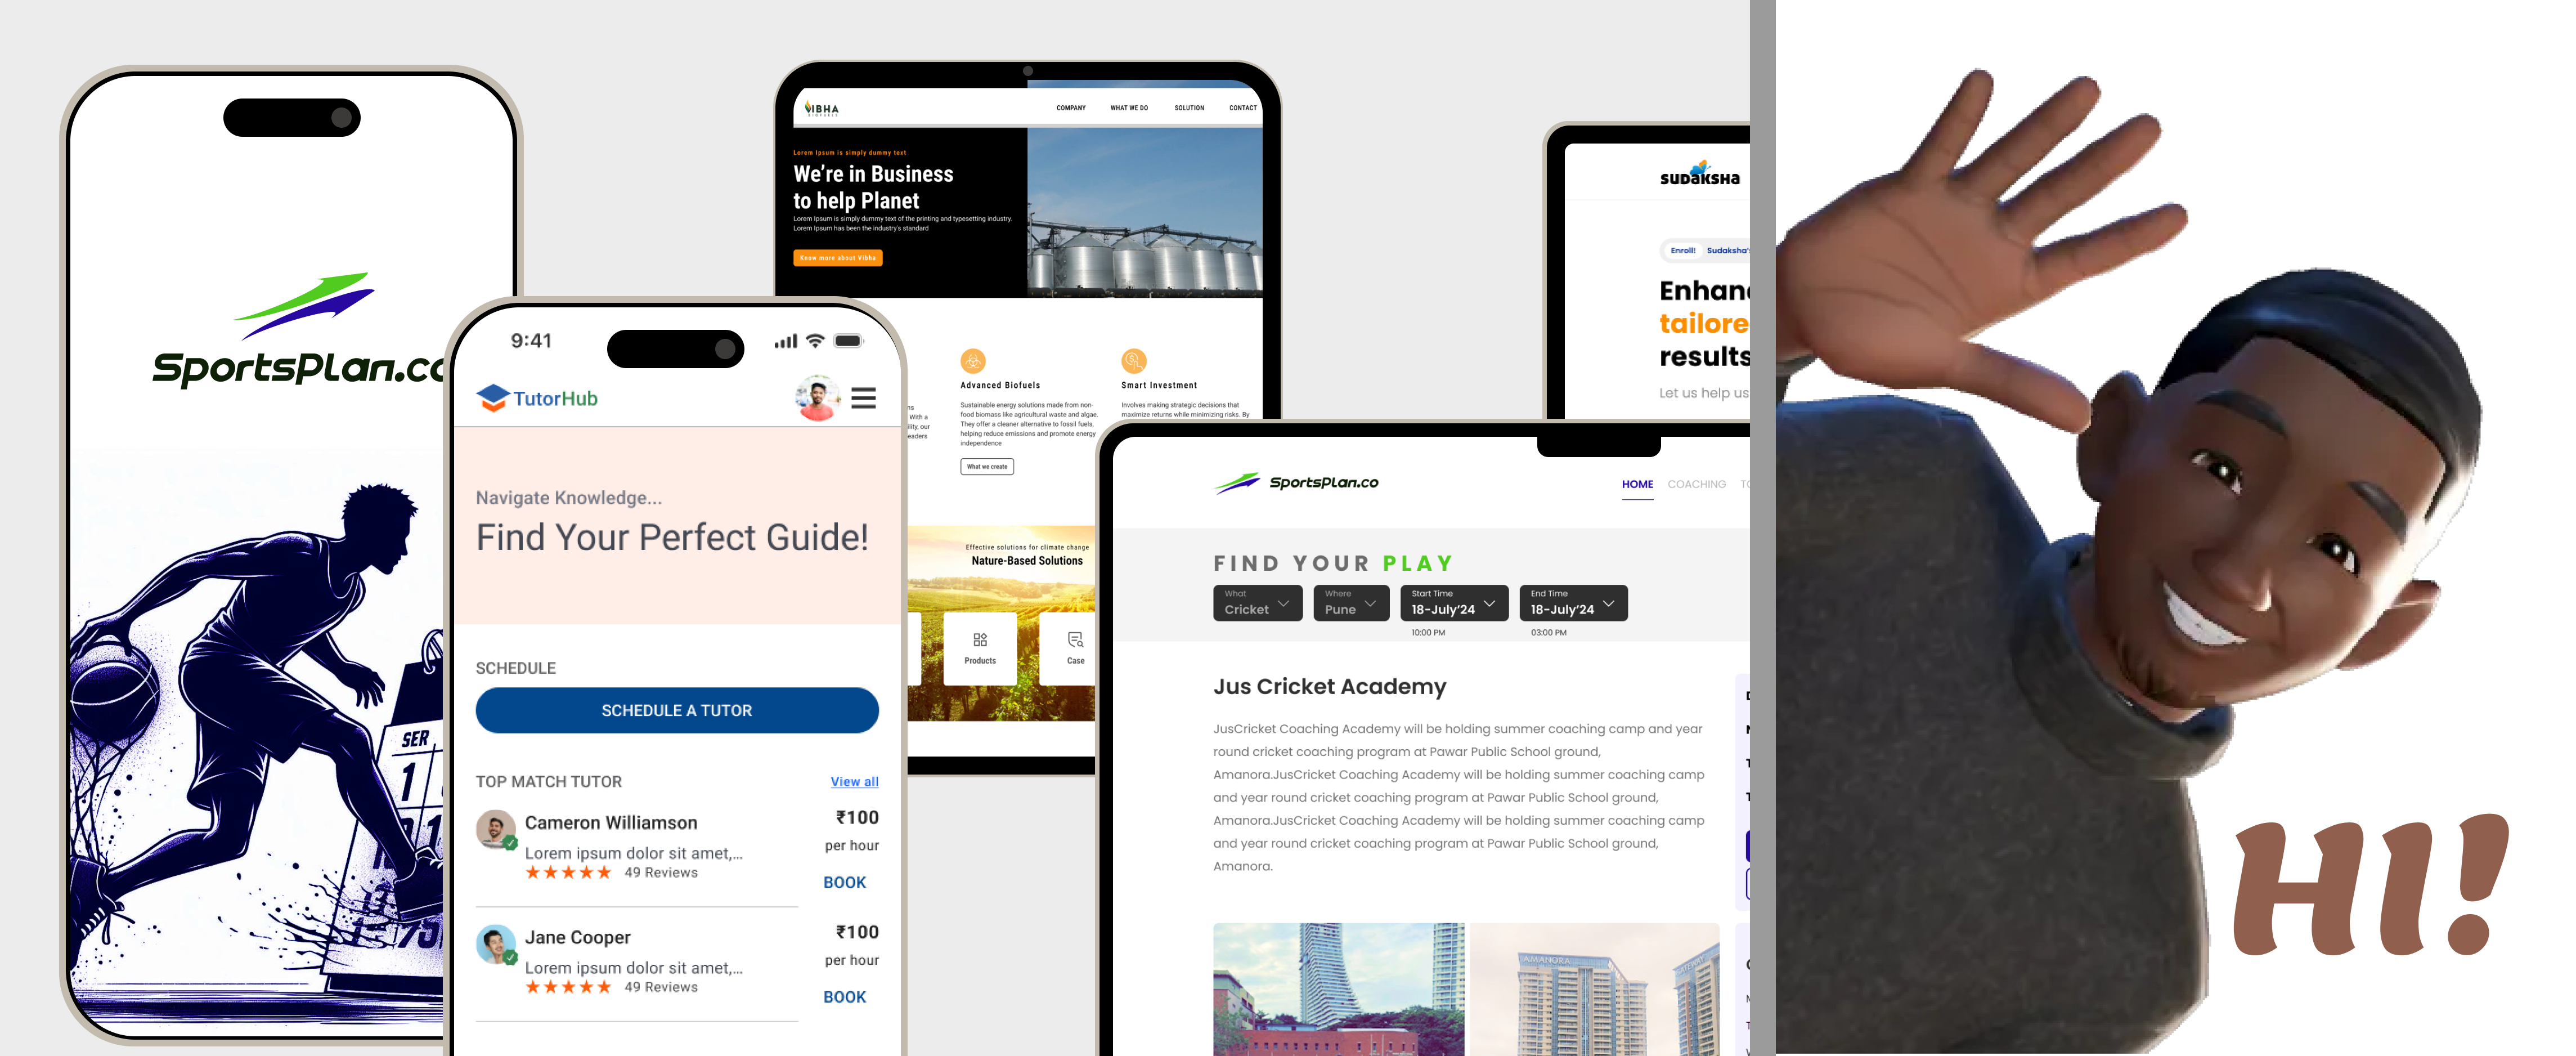 SportsPlan.co
SER
9:41
TutorHub
Navigate Knowledge...
Find Your Perfect Guide!
SCHEDULE
SCHEDULE A TUTOR
TOP MATCH TUTOR
View all
Cameron Williamson
₹100
Lorem ipsum dolor sit amet,...
per hour
49 Reviews
BOOK
Jane Cooper
₹100
Lorem ipsum dolor sit amet,...
per hour
49 Reviews
BOOK
VIBHA
BIOFUELS
COMPANY WHAT WE DO SOLUTION CONTACT
Lorem Ipsum is simply dummy text
We're in Business
to help Planet
Lorem Ipsum is simply dummy text of the printing and typesetting industry.
Lorem Ipsum has been the industry's standard
Know more about Vibha
With a
Advanced Biofuels
Sustainable energy solutions made from non-
food biomass like agricultural waste and algae.
They offer a cleaner alternative to fossil fuels,
helping reduce emissions and promote energy
independence
What we create
Smart Investment
Involves making strategic decisions that
maximize returns while minimizing risks. By
Effective solutions for climate change
Nature-Based Solutions
Products
Case
SUDAKSHA
Enroll! Sudaksha'
Enhan
tailore
results
Let us help us
SportsPlan.co
HOME COACHING
FIND YOUR PLAY
What
Cricket
Where
Pune
Start Time
18-July'24
10:00 PM
End Time
18-July'24
03:00 PM
Jus Cricket Academy
JusCricket Coaching Academy will be holding summer coaching camp and year
round cricket coaching program at Pawar Public School ground,
Amanora.JusCricket Coaching Academy will be holding summer coaching camp
and year round cricket coaching program at Pawar Public School ground,
Amanora.JusCricket Coaching Academy will be holding summer coaching camp
and year round cricket coaching program at Pawar Public School ground,
Amanora.
AMANORA
GATEWAY
HI!